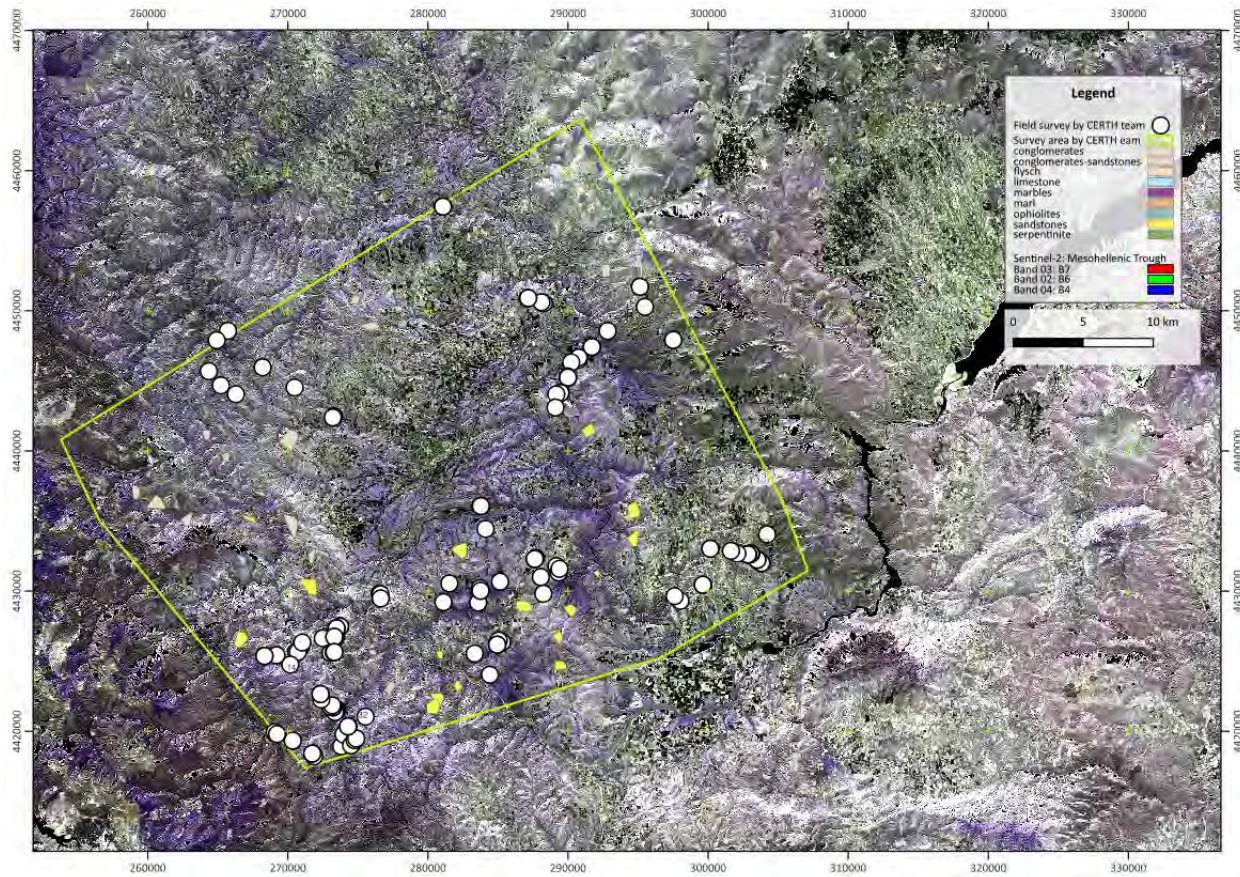 260000 270000 280000 290000 300000 310000 320000 330000
4470000 4470000
Legend
Field survey by CERTH team
Survey area by CERTH eam
conglomerates
conglomerates-sandstones
flysch
limestone
marbles
marl
ophiolites
sandstones
serpentinite
Sentinel-2: Mesohellenic Trough
Band 03: B7
Band 02: B6
Band 04: B4
0 5 10 km
4460000 4460000
4450000 4450000
4440000 4440000
4430000 4430000
4420000 4420000
260000 270000 280000 290000 300000 310000 320000 330000